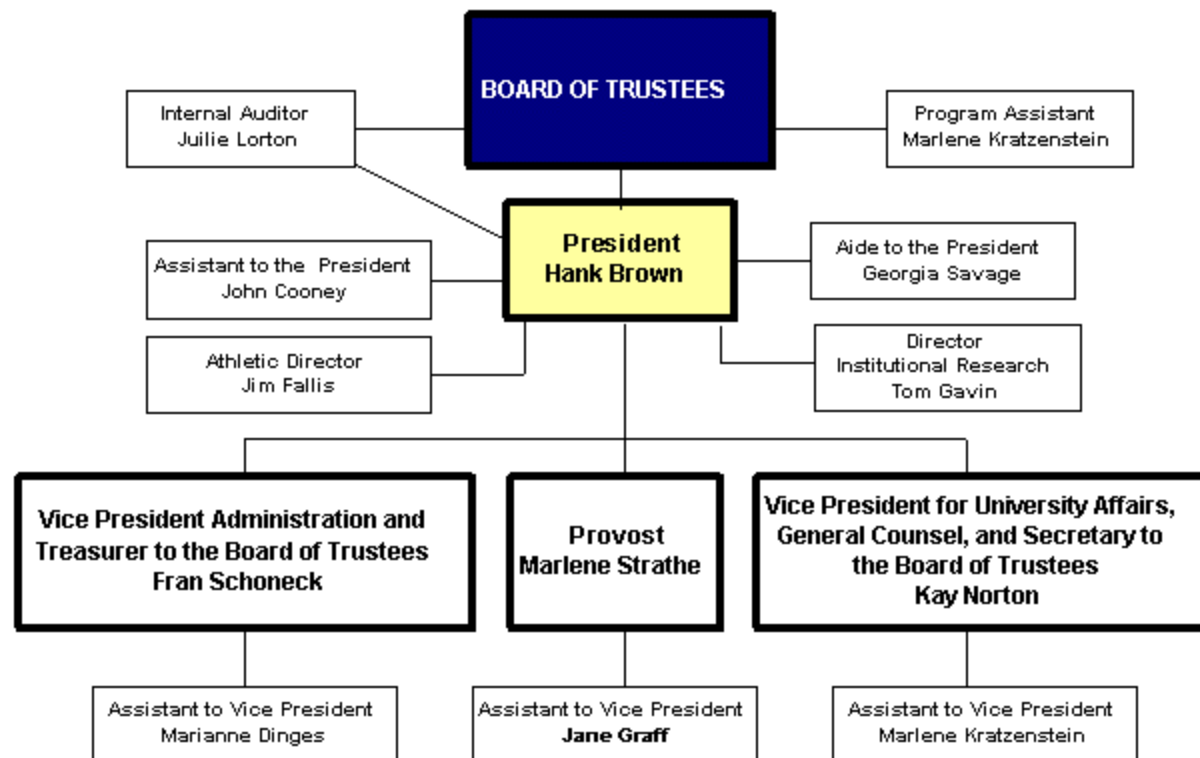 BOARD OF TRUSTEES
Internal Auditor
Juilie Lorton
Program Assistant
Marlene Kratzenstein
President
Hank Brown
Assistant to the President
John Cooney
Aide to the President
Georgia Savage
Athletic Director
Jim Fallis
Director
Institutional Research
Tom Gavin
Vice President Administration and
Treasurer to the Board of Trustees
Fran Schoneck
Provost
Marlene Strathe
Vice President for University Affairs,
General Counsel, and Secretary to
the Board of Trustees
Kay Norton
Assistant to Vice President
Marianne Dinges
Assistant to Vice President
Jane Graff
Assistant to Vice President
Marlene Kratzenstein